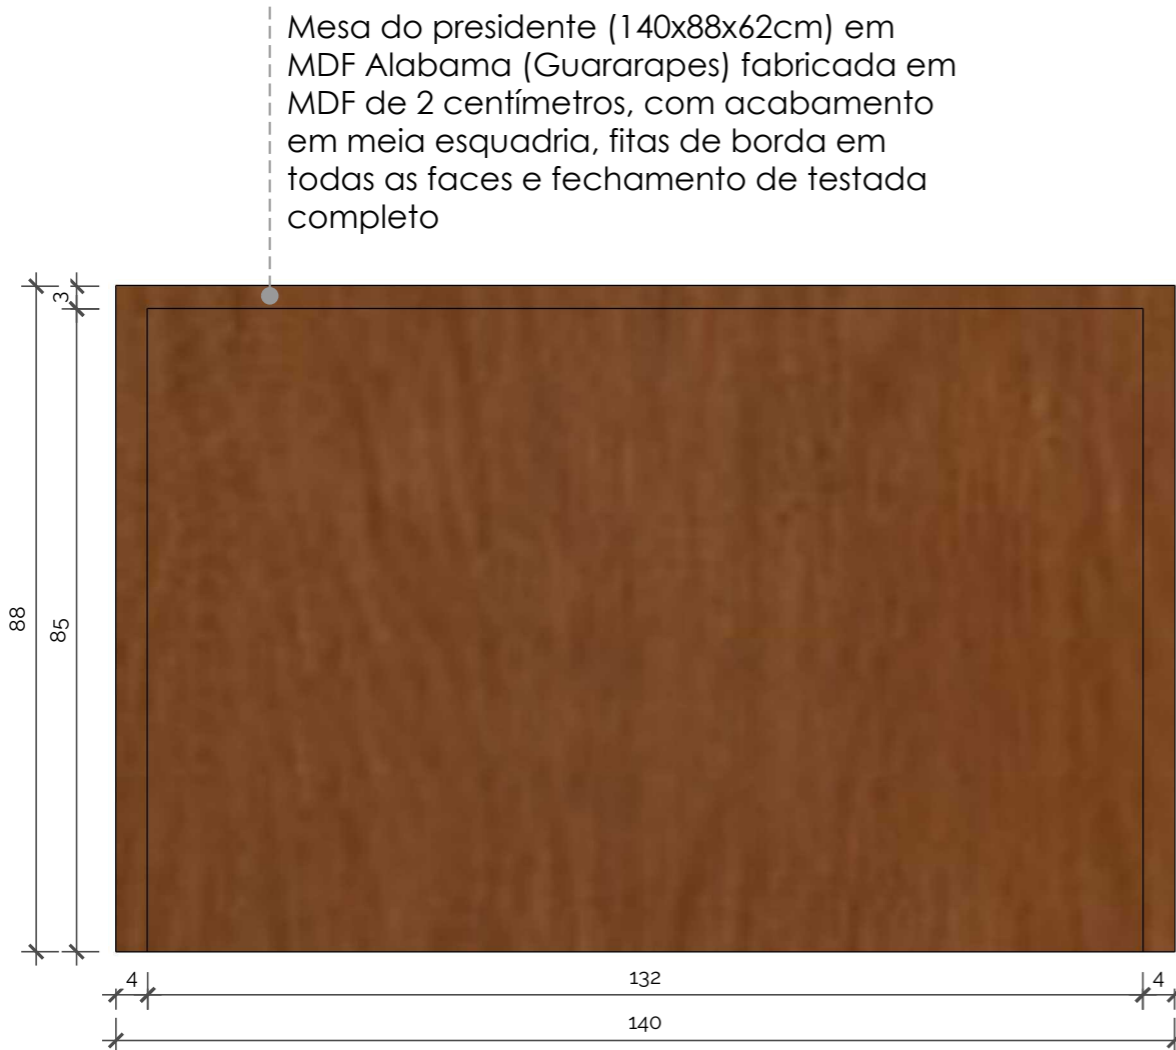 Mesa do presidente (140x88x62cm) em
MDF Alabama (Guararapes) fabricada em
MDF de 2 centímetros, com acabamento
em meia esquadria, fitas de borda em
todas as faces e fechamento de testada
completo
3
88
85
4
132
4
140